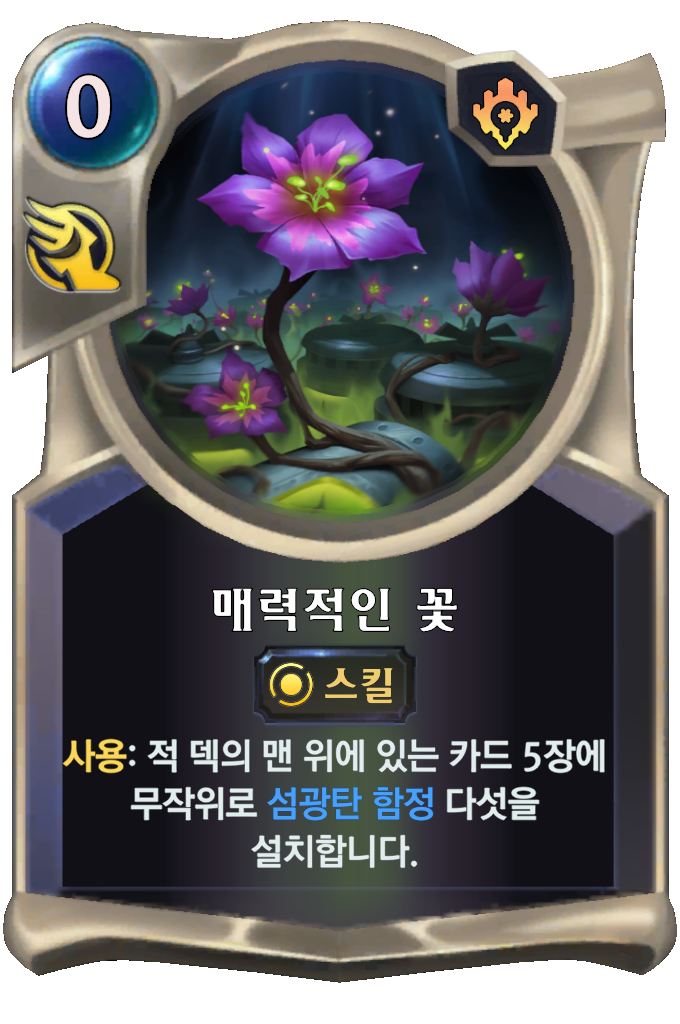 0
매력적인 꽃
스킬
사용: 적 덱의 맨 위에 있는 카드 5장에
무작위로 섬광탄 함정 다섯을
설치합니다.